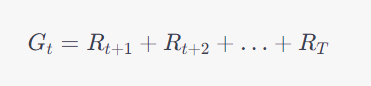 G_t = R_{t+1} + R_{t+2} + … + R_T